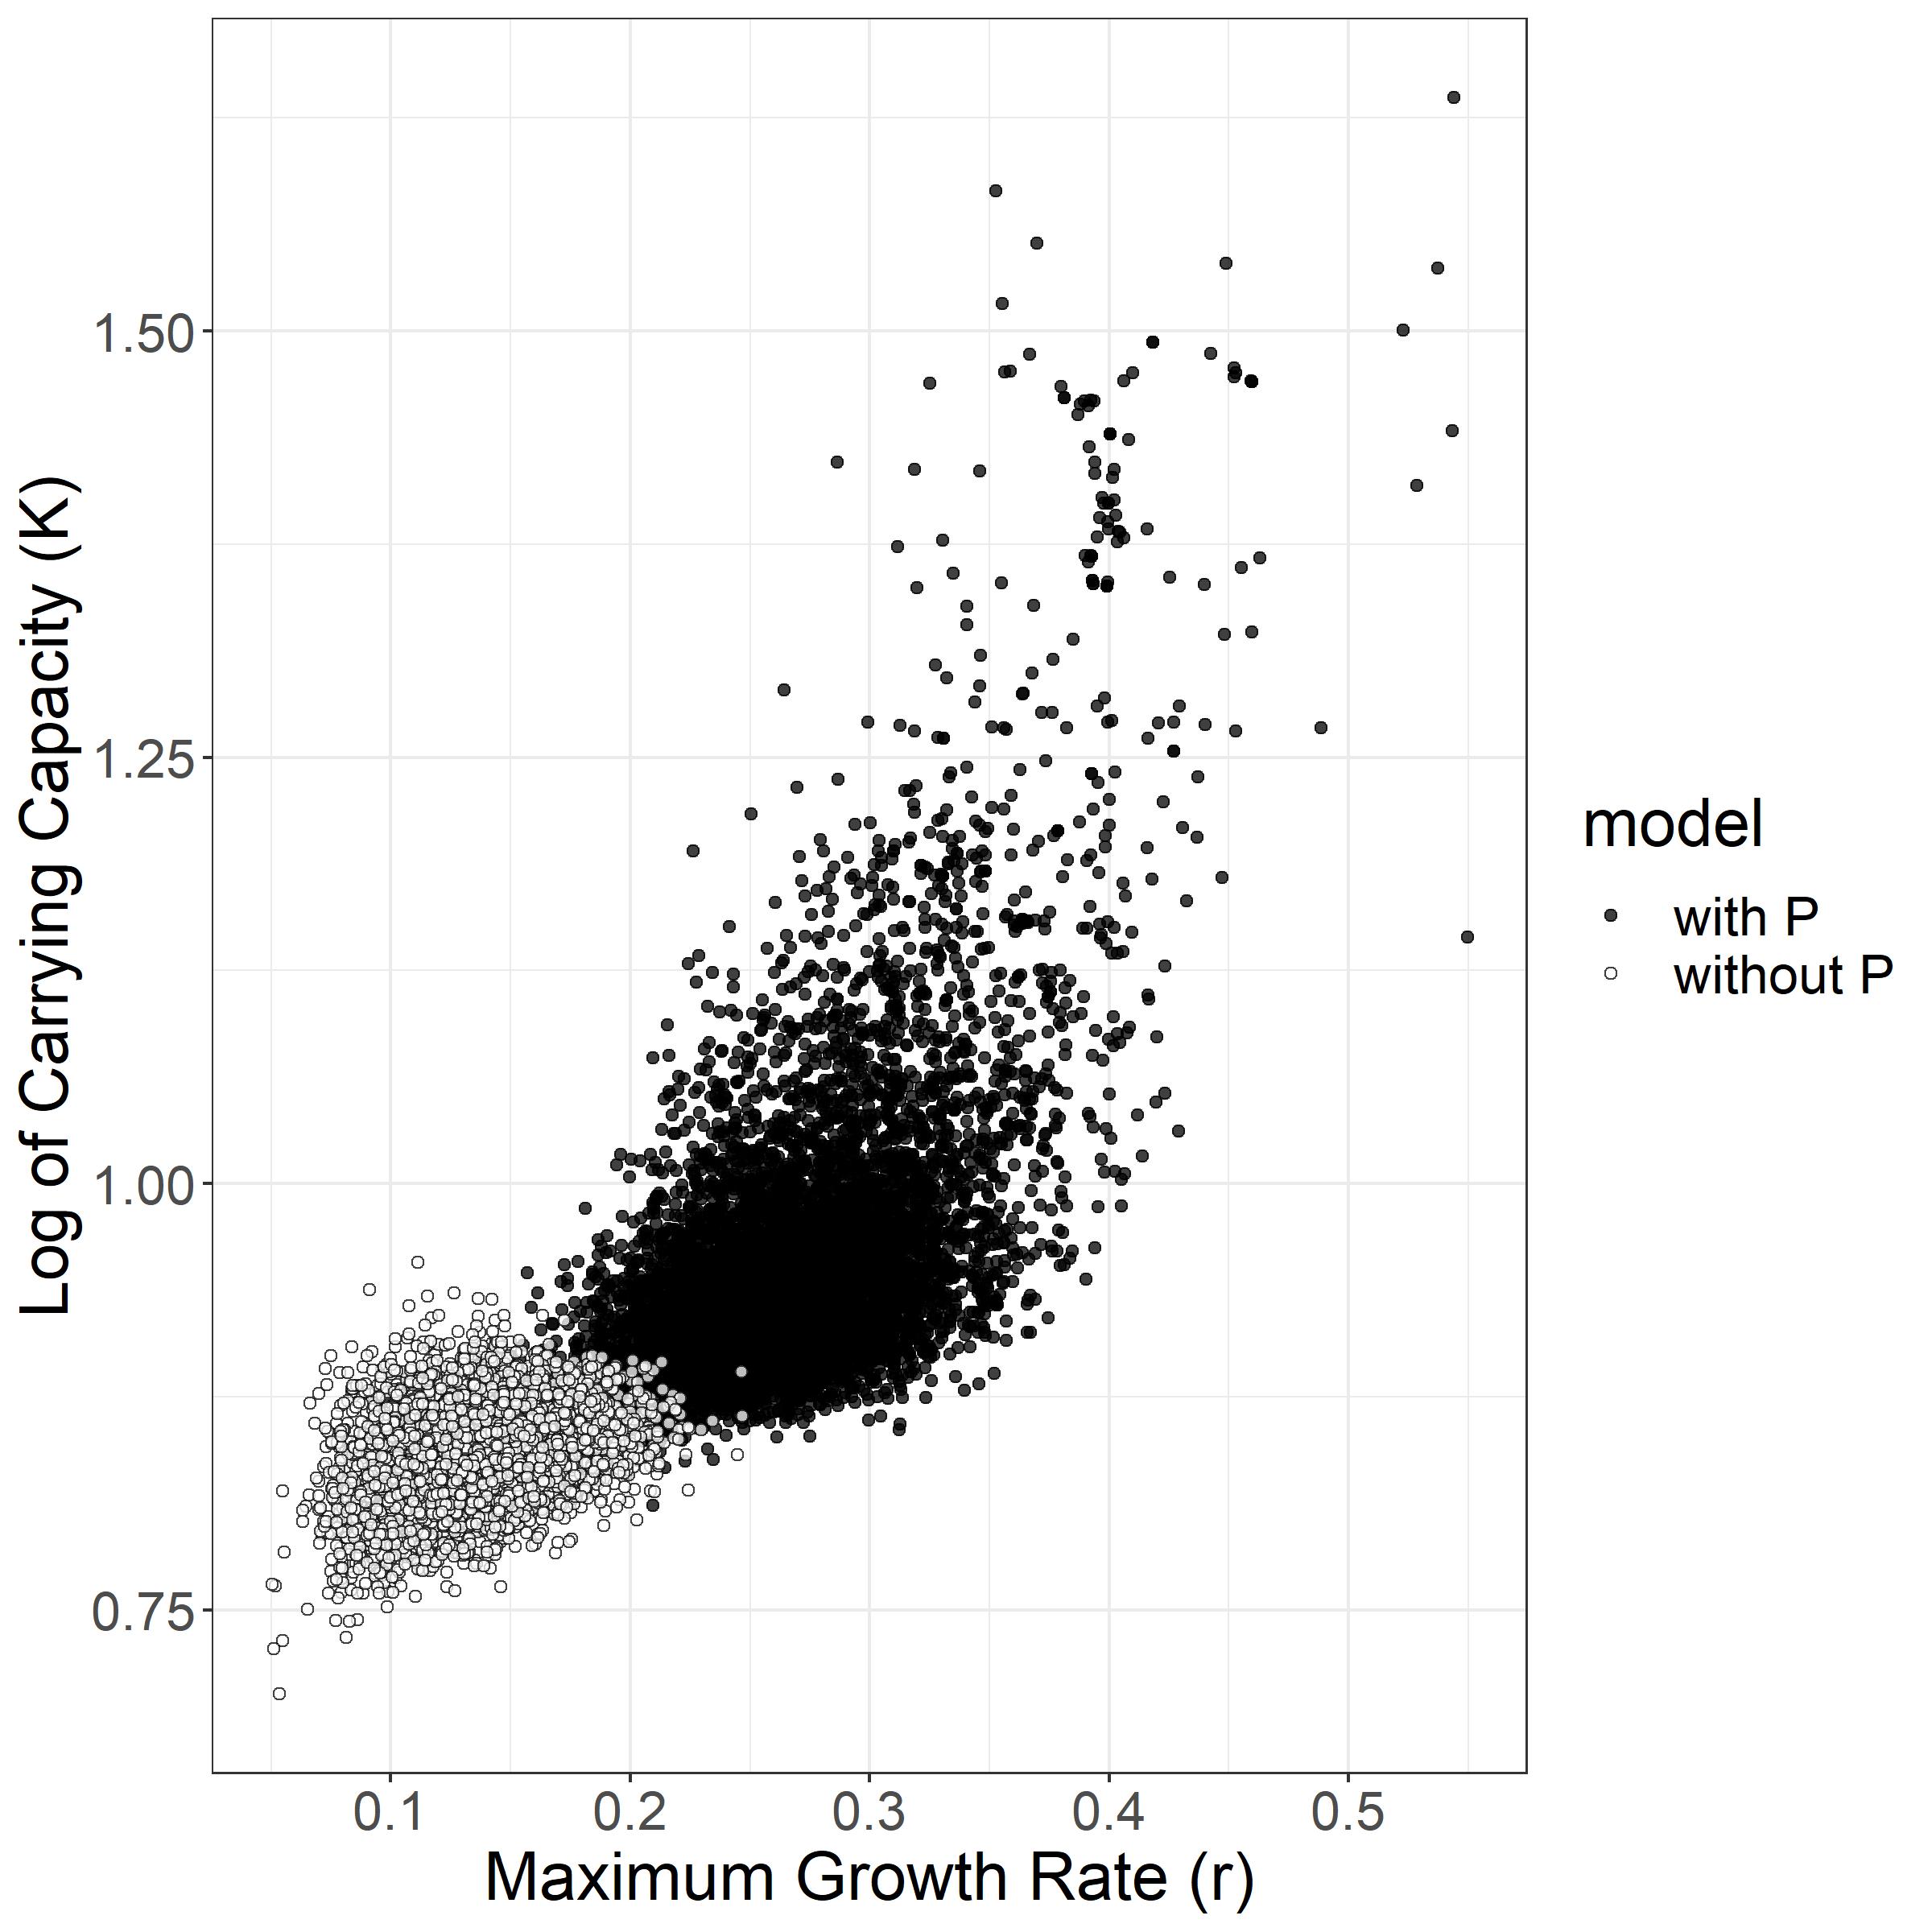 Log of Carrying Capacity (K)
1.50
1.25
1.00
0.75
0.1 0.2 0.3 0.4 0.5
Maximum Growth Rate (r)
model
with P
without P